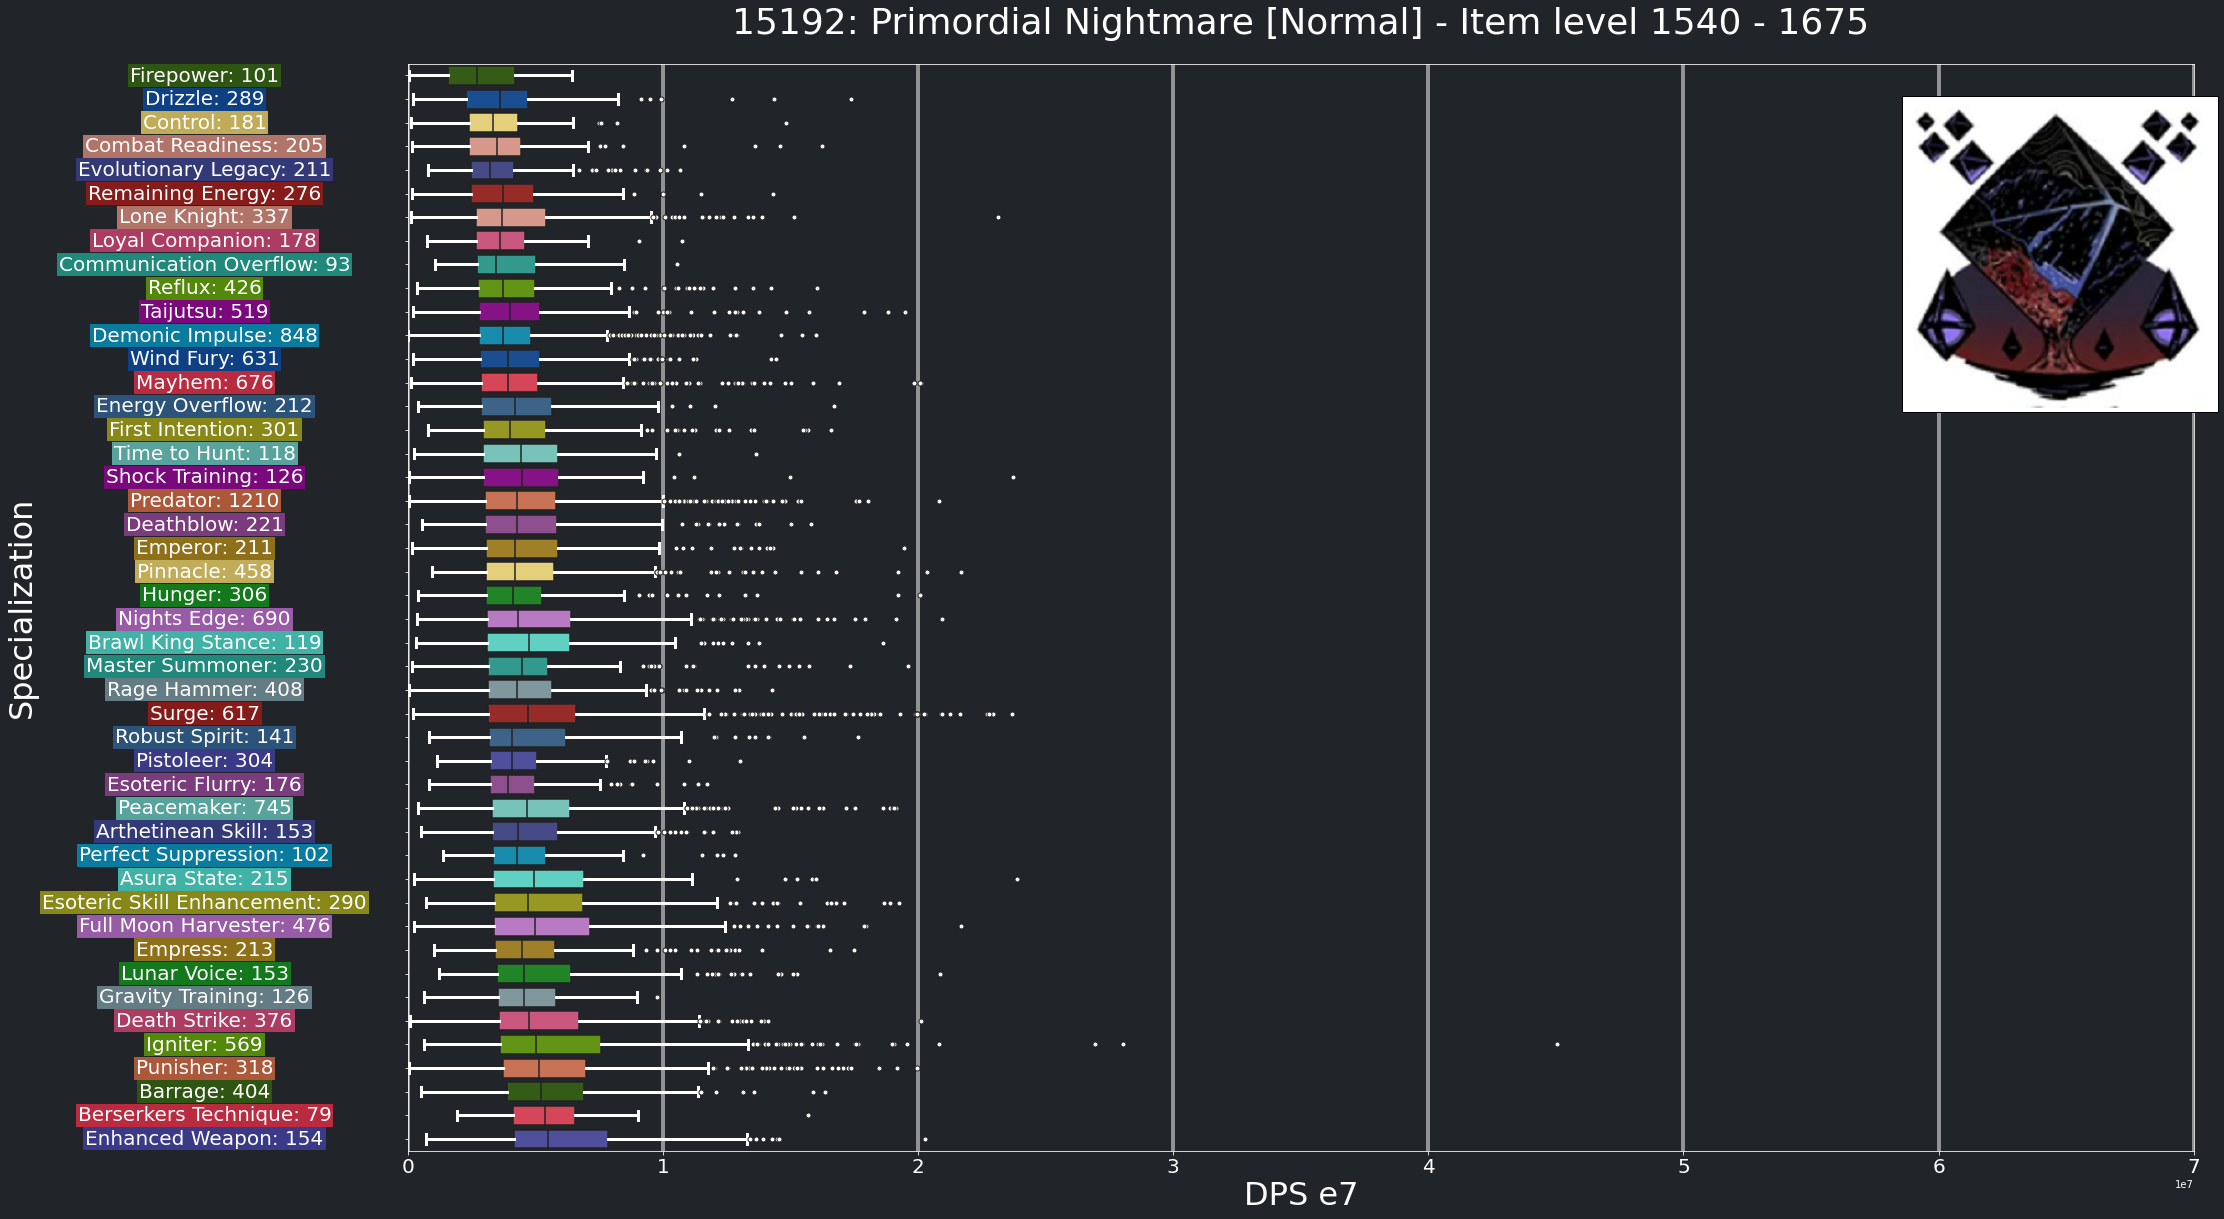 15192: Primordial Nightmare [Normal] - Item level 1540 - 1675
Specialization
Firepower: 101
Drizzle: 289
Control: 181
Combat Readiness: 205
Evolutionary Legacy: 211
Remaining Energy: 276
Lone Knight: 337
Loyal Companion: 178
Communication Overflow: 93
Reflux: 426
Taijutsu: 519
Demonic Impulse: 848
Wind Fury: 631
Mayhem: 676
Energy Overflow: 212
First Intention: 301
Time to Hunt: 118
Shock Training: 126
Predator: 1210
Deathblow: 221
Emperor: 211
Pinnacle: 458
Hunger: 306
Nights Edge: 690
Brawl King Stance: 119
Master Summoner: 230
Rage Hammer: 408
Surge: 617
Robust Spirit: 141
Pistoleer: 304
Esoteric Flurry: 176
Peacemaker: 745
Arthetinean Skill: 153
Perfect Suppression: 102
Asura State: 215
Esoteric Skill Enhancement: 290
Full Moon Harvester: 476
Empress: 213
Lunar Voice: 153
Gravity Training: 126
Death Strike: 376
Igniter: 569
Punisher: 318
Barrage: 404
Berserkers Technique: 79
Enhanced Weapon: 154
0 1 2 3 4 5 6 7
1e7
DPS e7